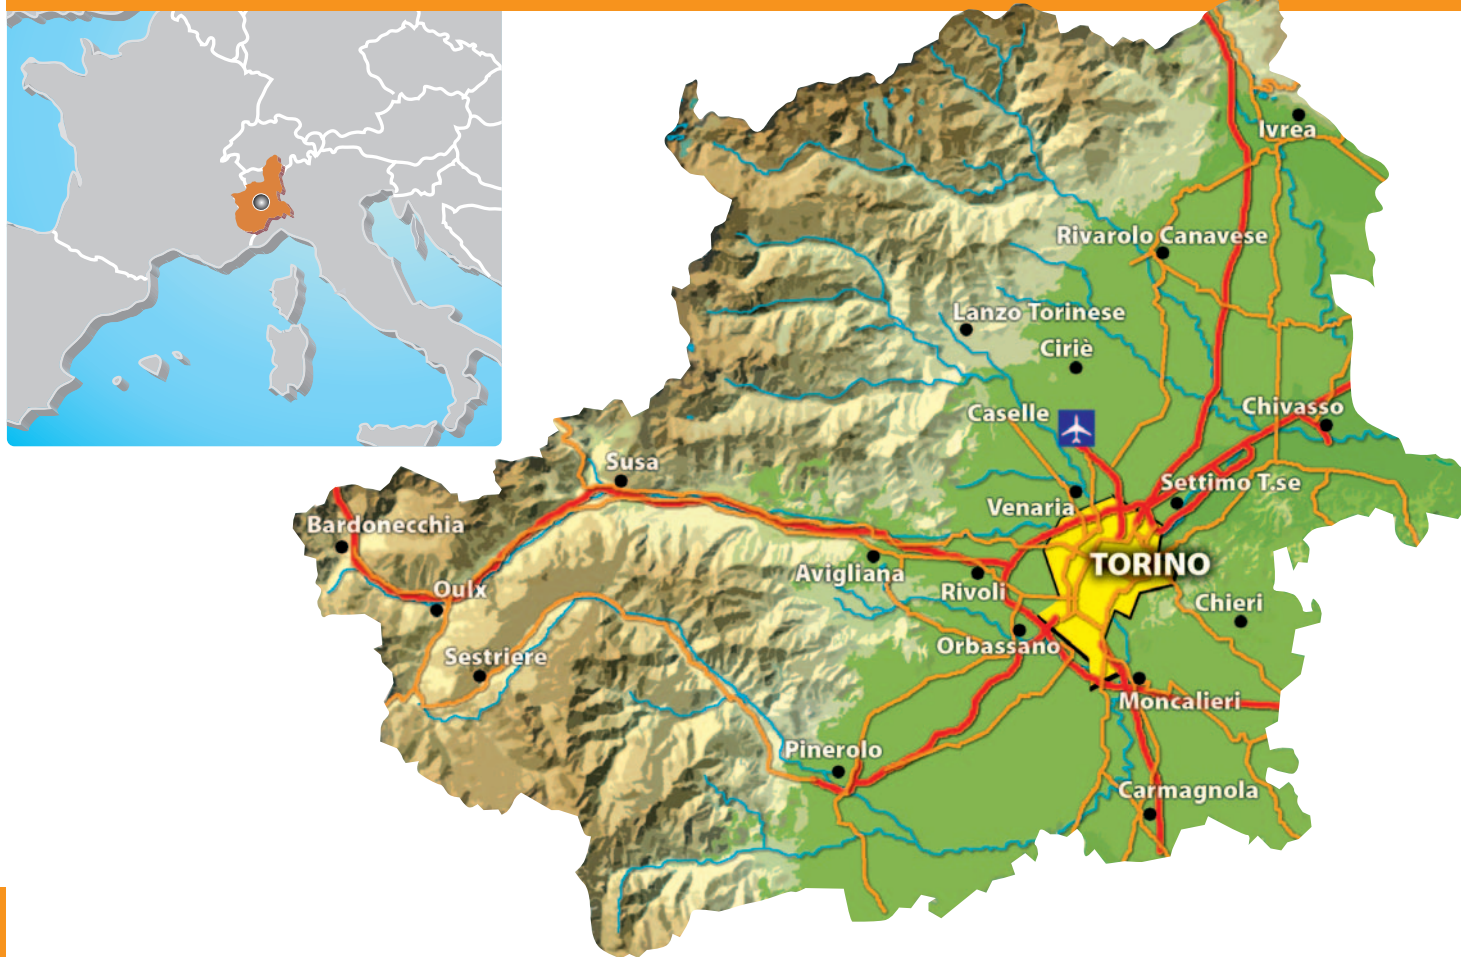 Ivrea
Rivarolo Canavese
Lanzo Torinese
Ciriè
Caselle
Chivasso
Susa
Settimo T.se
Venaria
Bardonecchia
TORINO
Avigliana
Oulx
Rivoli
Chieri
Orbassano
Sestriere
Moncalieri
Pinerolo
Carmagnola